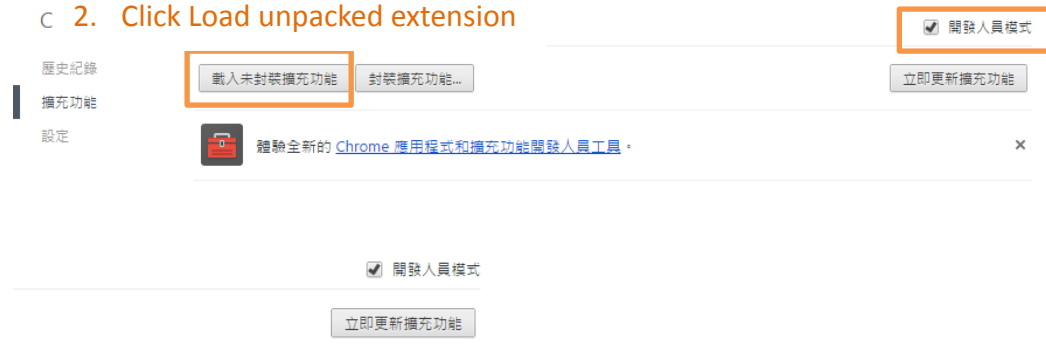 C 2. Click Load unpacked extension
開發人員模式
歷史紀錄
載入未封裝擴充功能 封裝擴充功能... 立即更新擴充功能
擴充功能
設定
體驗全新的 Chrome 應用程式和擴充功能開發人員工具。 ×
開發人員模式
立即更新擴充功能